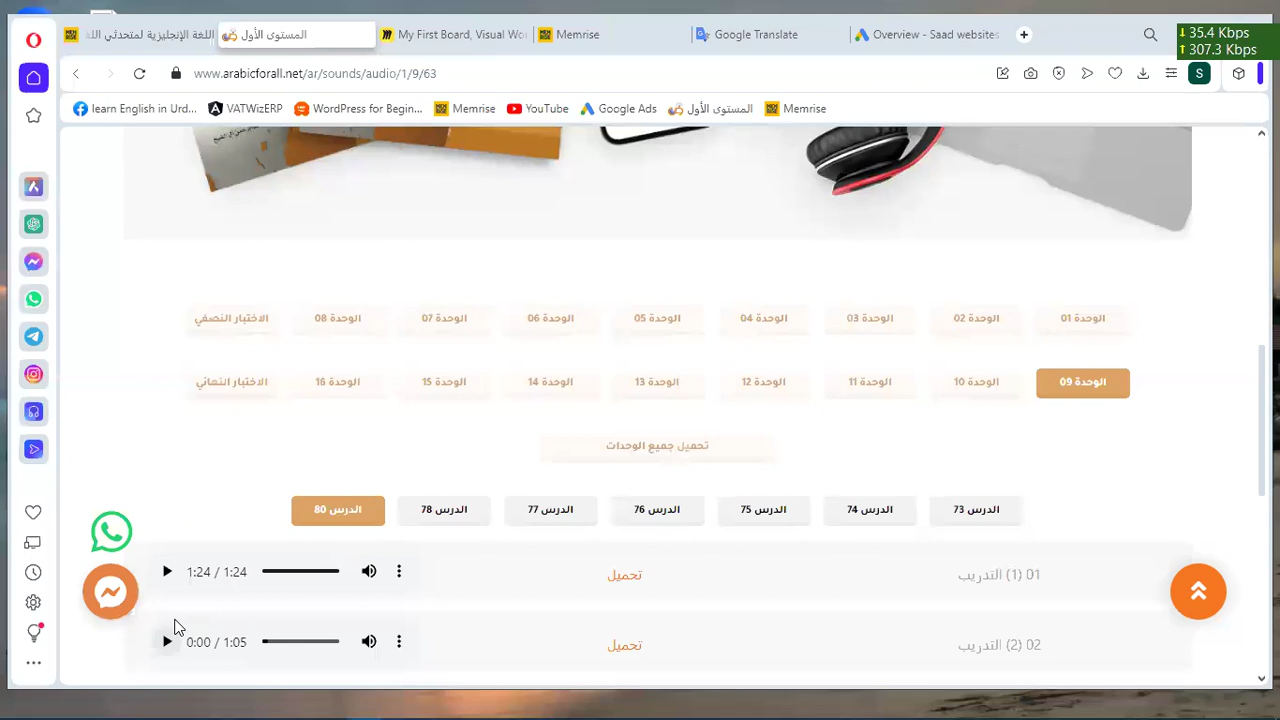 اللغة الإنجليزية لمتحدثي اللغ
المستوى الأول
My First Board, Visual Wo
Memrise
Google Translate
Overview - Saad websites
35.4 Kbps
307.3 Kbps
www.arabicforall.net/ar/sounds/audio/1/9/63
S
learn English in Urd...
VATWizERP
WordPress for Begin...
Memrise
YouTube
Google Ads
المستوى الأول
Memrise
الوحدة 01
الوحدة 02
الوحدة 03
الوحدة 04
الوحدة 05
الوحدة 06
الوحدة 07
الوحدة 08
الاختبار النصفي
الوحدة 09
الوحدة 10
الوحدة 11
الوحدة 12
الوحدة 13
الوحدة 14
الوحدة 15
الوحدة 16
الاختبار النهائي
تحميل جميع الوحدات
الدرس 73
الدرس 74
الدرس 75
الدرس 76
الدرس 77
الدرس 78
الدرس 80
01 (1) التدريب
تحميل
1:24 / 1:24
02 (2) التدريب
تحميل
0:00 / 1:05